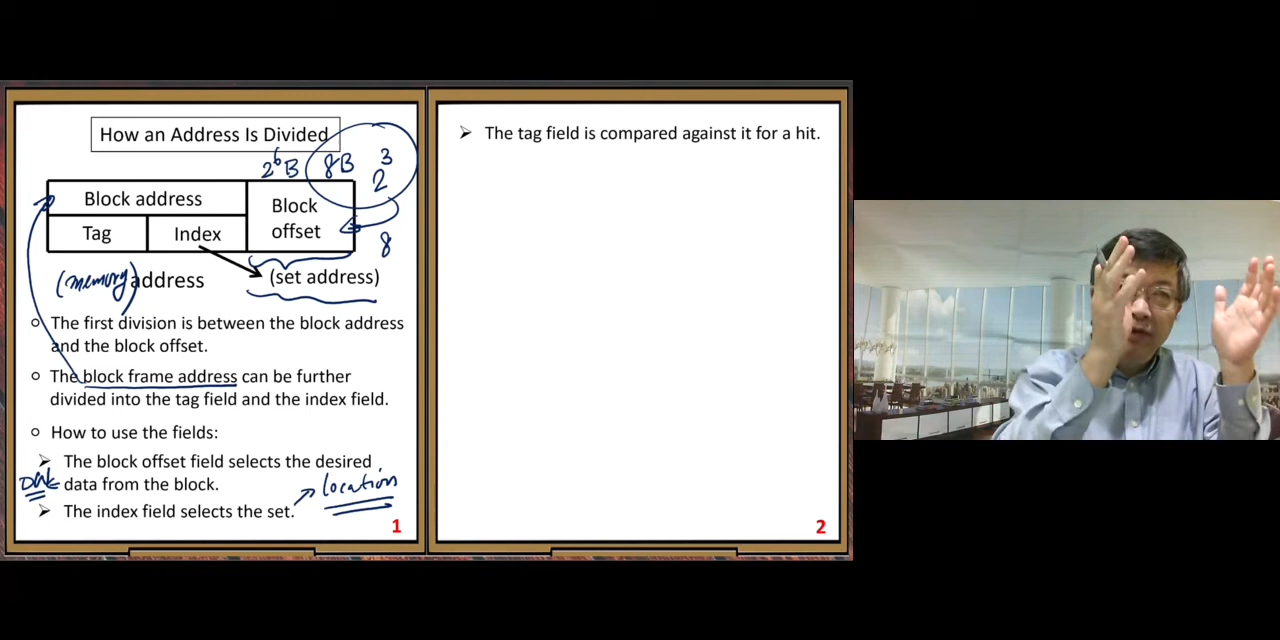 How an Address Is Divided
2⁶B 8B 2³
Block address
Block offset
Tag
Index
8
(memory) address
(set address)
○ The first division is between the block address
and the block offset.
○ The block frame address can be further
divided into the tag field and the index field.
○ How to use the fields:
➤ The block offset field selects the desired
data from the block.
location
➤ The index field selects the set.
1
➤ The tag field is compared against it for a hit.
2